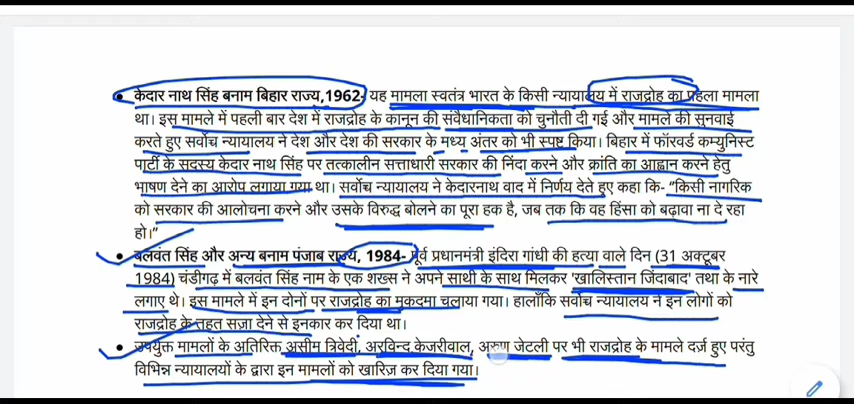 केदार नाथ सिंह बनाम बिहार राज्य,1962- यह मामला स्वतंत्र भारत के किसी न्यायालय में राजद्रोह का पहला मामला
था। इस मामले में पहली बार देश में राजद्रोह के कानून की संवैधानिकता को चुनौती दी गई और मामले की सुनवाई
करते हुए सर्वोच्च न्यायालय ने देश और देश की सरकार के मध्य अंतर को भी स्पष्ट किया। बिहार में फॉरवर्ड कम्युनिस्ट
पार्टी के सदस्य केदार नाथ सिंह पर तत्कालीन सत्ताधारी सरकार की निंदा करने और क्रांति का आह्वान करने हेतु
भाषण देने का आरोप लगाया गया था। सर्वोच्च न्यायालय ने केदारनाथ वाद में निर्णय देते हुए कहा कि- “किसी नागरिक
को सरकार की आलोचना करने और उसके विरुद्ध बोलने का पूरा हक है, जब तक कि वह हिंसा को बढ़ावा ना दे रहा
हो।”
बलवंत सिंह और अन्य बनाम पंजाब राज्य, 1984- पूर्व प्रधानमंत्री इंदिरा गांधी की हत्या वाले दिन (31 अक्टूबर
1984) चंडीगढ़ में बलवंत सिंह नाम के एक शख्स ने अपने साथी के साथ मिलकर 'खालिस्तान जिंदाबाद' तथा के नारे
लगाए थे। इस मामले में इन दोनों पर राजद्रोह का मुकदमा चलाया गया। हालाँकि सर्वोच्च न्यायालय ने इन लोगों को
राजद्रोह के तहत सज़ा देने से इनकार कर दिया था।
उपर्युक्त मामलों के अतिरिक्त असीम त्रिवेदी, अरविन्द केजरीवाल, अरुण जेटली पर भी राजद्रोह के मामले दर्ज़ हुए परंतु
विभिन्न न्यायालयों के द्वारा इन मामलों को खारिज़ कर दिया गया।